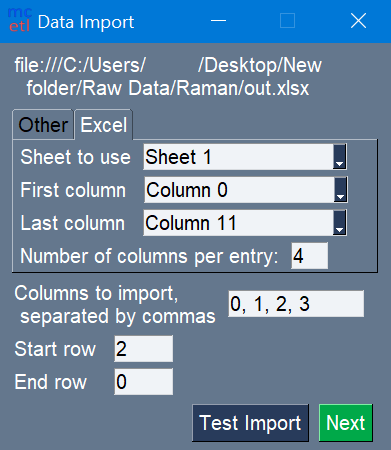 mc
etl
Data Import
file:///C:/Users/ /Desktop/New
folder/Raw Data/Raman/out.xlsx
Other Excel
Sheet to use Sheet 1
First column Column 0
Last column Column 11
Number of columns per entry: 4
Columns to import,
separated by commas 0, 1, 2, 3
Start row 2
End row 0
Test Import Next